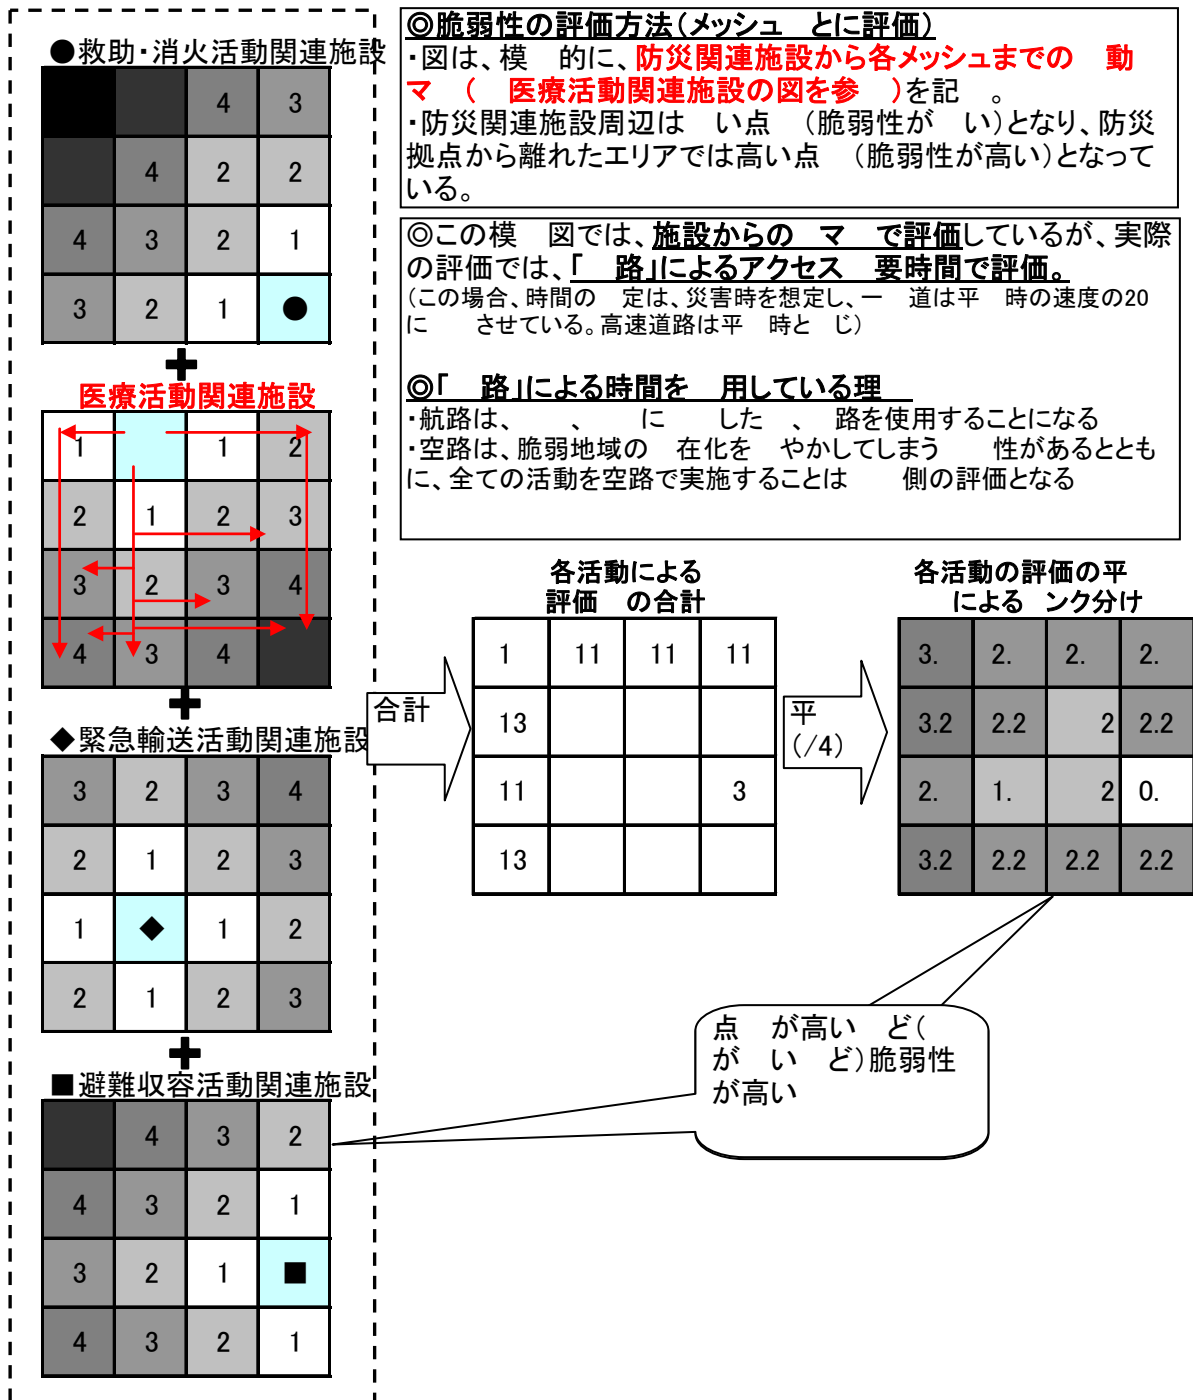 ●救助・消火活動関連施設
4 3
4 2 2
4 3 2 1
3 2 1 ●
+
医療活動関連施設
1 1 2
2 1 2 3
3 2 3 4
4 3 4
+
◆緊急輸送活動関連施設
3 2 3 4
2 1 2 3
1 ◆ 1 2
2 1 2 3
+
■避難収容活動関連施設
4 3 2
4 3 2 1
3 2 1 ■
4 3 2 1
◎脆弱性の評価方法(メッシュ とに評価)
・図は、模 的に、防災関連施設から各メッシュまでの 動
マ ( 医療活動関連施設の図を参 )を記 。
・防災関連施設周辺は い点 (脆弱性が い)となり、防災
拠点から離れたエリアでは高い点 (脆弱性が高い)となって
いる。
◎この模 図では、施設からの マ で評価しているが、実際
の評価では、「 路」によるアクセス 要時間で評価。
(この場合、時間の 定は、災害時を想定し、一 道は平 時の速度の20
に させている。高速道路は平 時と じ)
◎「 路」による時間を 用している理
・航路は、 、 に した 、 路を使用することになる
・空路は、脆弱地域の 在化を やかしてしまう 性があるととも
に、全ての活動を空路で実施することは 側の評価となる
合計
各活動による
評価 の合計
1 11 11 11
13
11 3
13
平
(/4)
各活動の評価の平
による ンク分け
3. 2. 2. 2.
3.2 2.2 2 2.2
2. 1. 2 0.
3.2 2.2 2.2 2.2
点 が高い ど(
が い ど)脆弱性
が高い